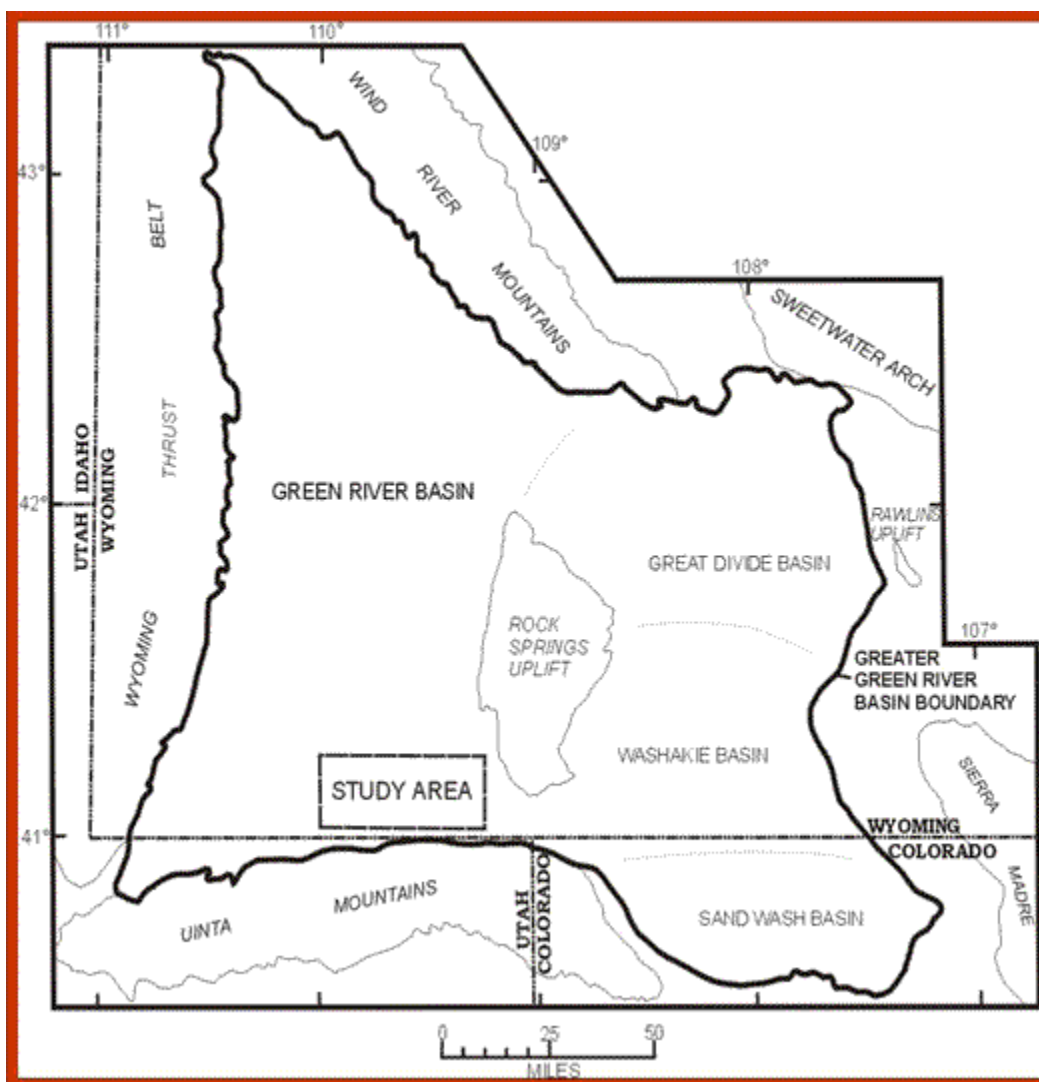 111°
110°
WIND
RIVER
MOUNTAINS
109°
43°
BELT
THRUST
WYOMING
108°
SWEETWATER ARCH
UTAH IDAHO
WYOMING
42°
GREEN RIVER BASIN
RAWLINS
UPLIFT
GREAT DIVIDE BASIN
ROCK
SPRINGS
UPLIFT
107°
GREATER
GREEN RIVER
BASIN BOUNDARY
WASHAKIE BASIN
STUDY AREA
SIERRA
MADRE
41°
WYOMING
COLORADO
UINTA
MOUNTAINS
UTAH
COLORADO
SAND WASH BASIN
0 25 50
MILES